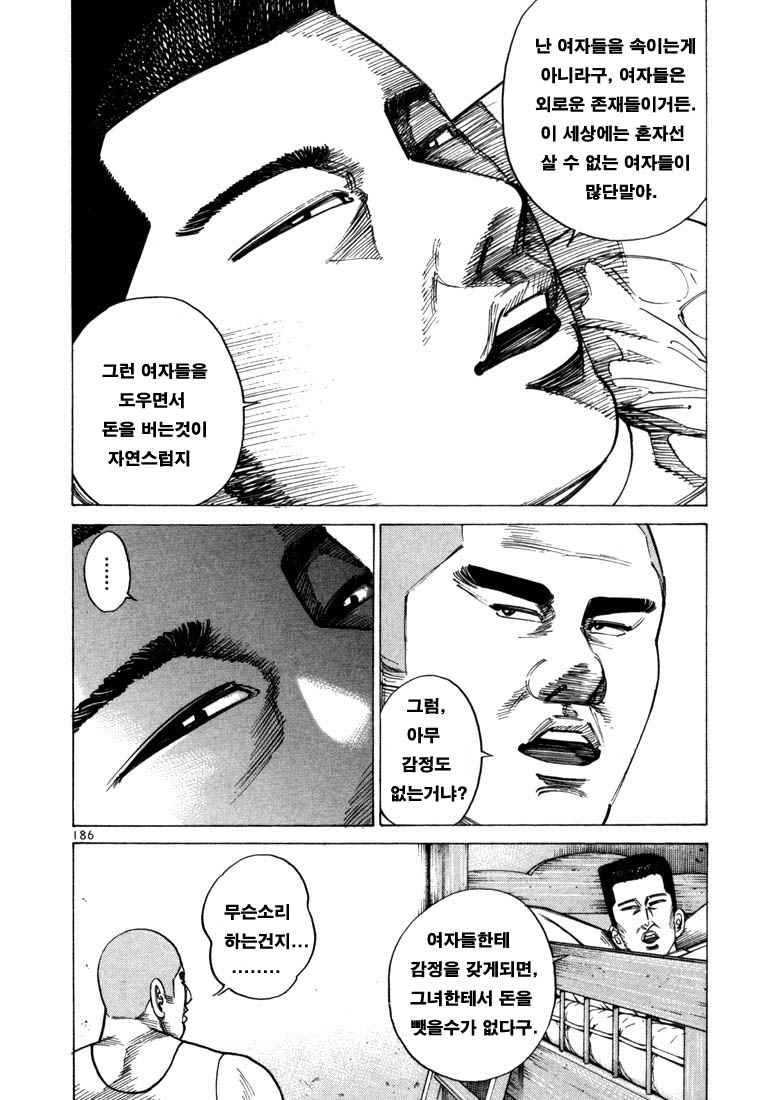 난 여자들을 속이는게
아니라구, 여자들은
외로운 존재들이거든.
이 세상에는 혼자선
살 수 없는 여자들이
많단말야.
그런 여자들을
도우면서
돈을 버는것이
자연스럽지
그럼,
아무
감정도
없는거냐?
......
186
무슨소리
하는건지...
........
여자들한테
감정을 갖게되면,
그녀한테서 돈을
뺏을수가 없다구.